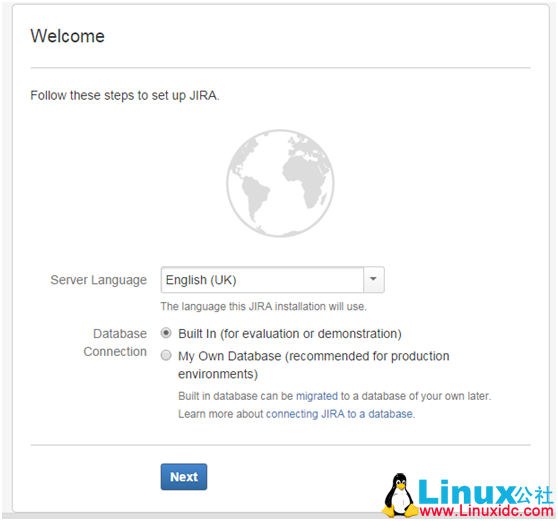 Welcome
Follow these steps to set up JIRA.
Server Language
English (UK)
The language this JIRA installation will use.
Database
Connection
Built In (for evaluation or demonstration)
My Own Database (recommended for production
environments)
Built in database can be migrated to a database of your own later.
Learn more about connecting JIRA to a database.
Next
Linux公社
www.Linuxidc.com